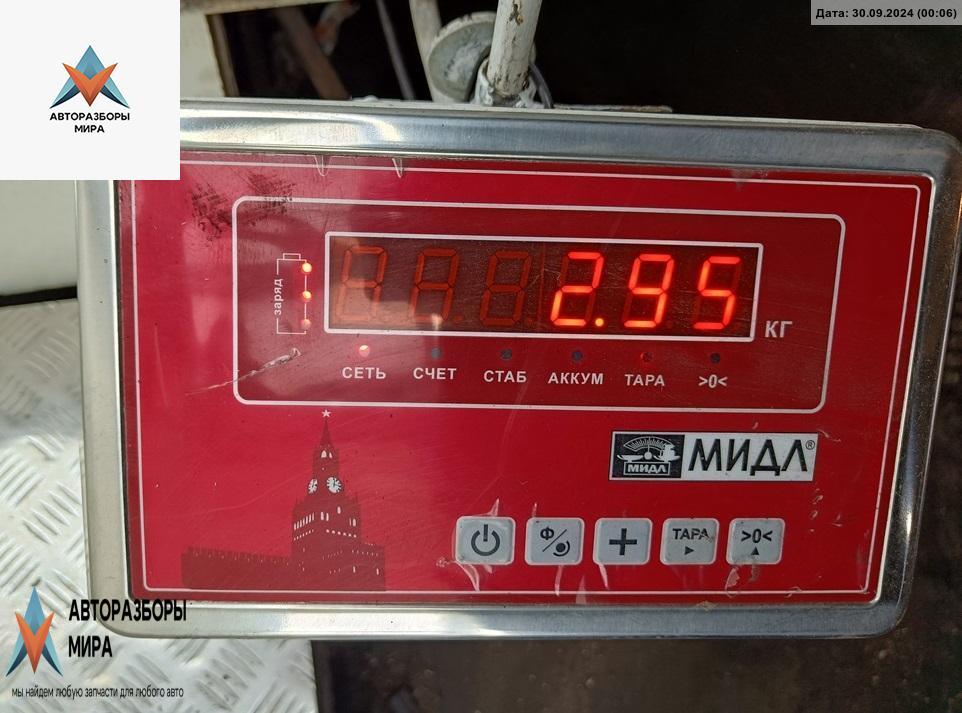 Дата: 30.09.2024 (00:06)
АВТОРАЗБОРЫ
МИРА
заряд
2.95
КГ
СЕТЬ СЧЕТ СТАБ АККУМ ТАРА >0<
МИДЛ МИДЛ®
Ф/ + ТАРА >0<
АВТОРАЗБОРЫ
МИРА
мы найдем любую запчасти для любого авто